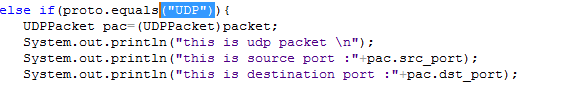 else if(proto.equals("UDP")){
UDPPacket pac=(UDPPacket)packet;
System.out.println("this is udp packet \n");
System.out.println("this is source port :"+pac.src_port);
System.out.println("this is destination port :"+pac.dst_port);